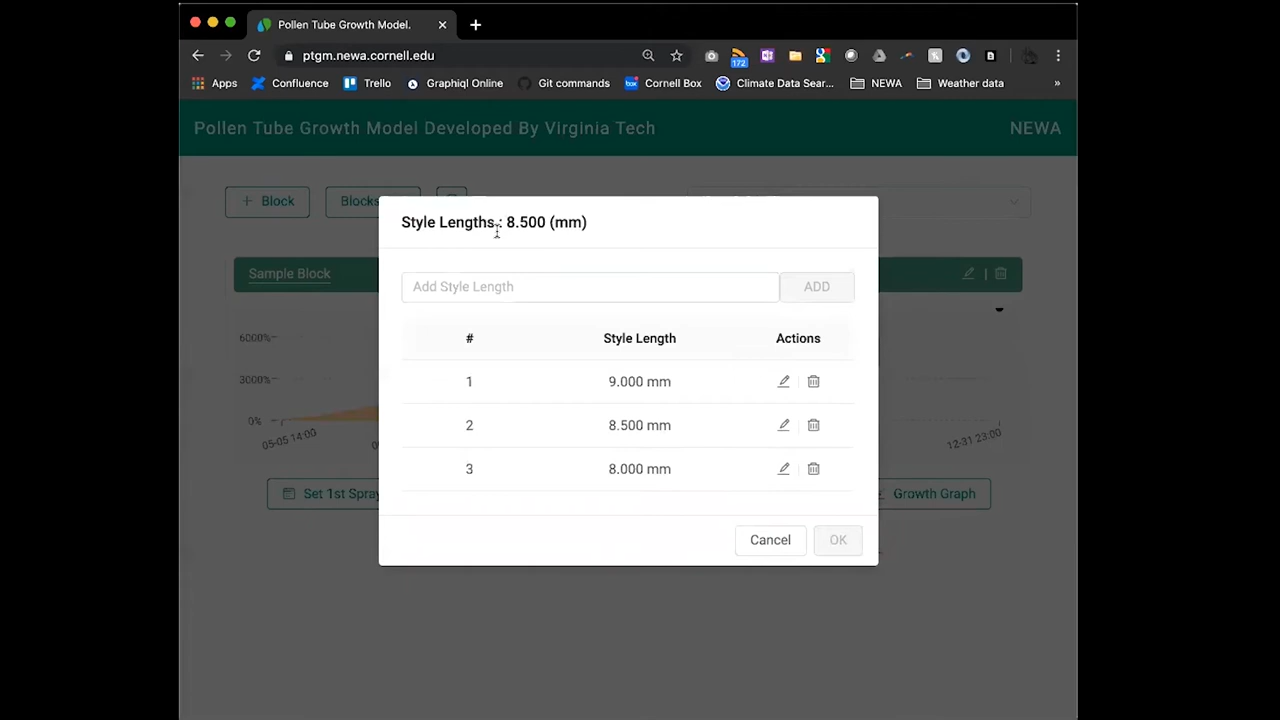 Pollen Tube Growth Model.
ptgm.newa.cornell.edu
172
Apps Confluence Trello Graphiql Online Git commands Cornell Box Climate Data Sear... NEWA Weather data »
Pollen Tube Growth Model Developed By Virginia Tech NEWA
+ Block Blocks
Style Lengths : 8.500 (mm)
Sample Block
Add Style Length ADD
# Style Length Actions
1 9.000 mm
2 8.500 mm
3 8.000 mm
6000%
3000%
0%
05-05 14:00
12-31 23:00
Set 1st Spray Growth Graph
Cancel OK